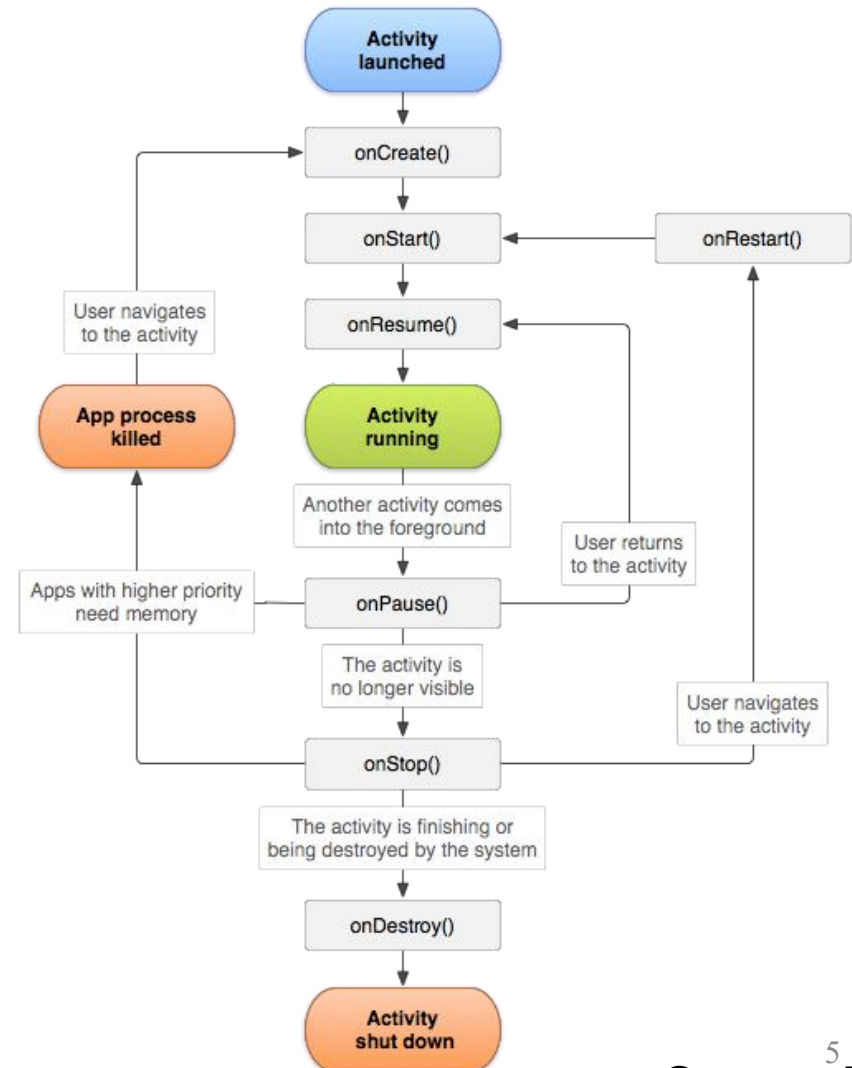 Activity
launched
onCreate()
onStart()
onRestart()
User navigates
to the activity
onResume()
App process
killed
Activity
running
Another activity comes
into the foreground
User returns
to the activity
Apps with higher priority
need memory
onPause()
The activity is
no longer visible
User navigates
to the activity
onStop()
The activity is finishing or
being destroyed by the system
onDestroy()
Activity
shut down
5